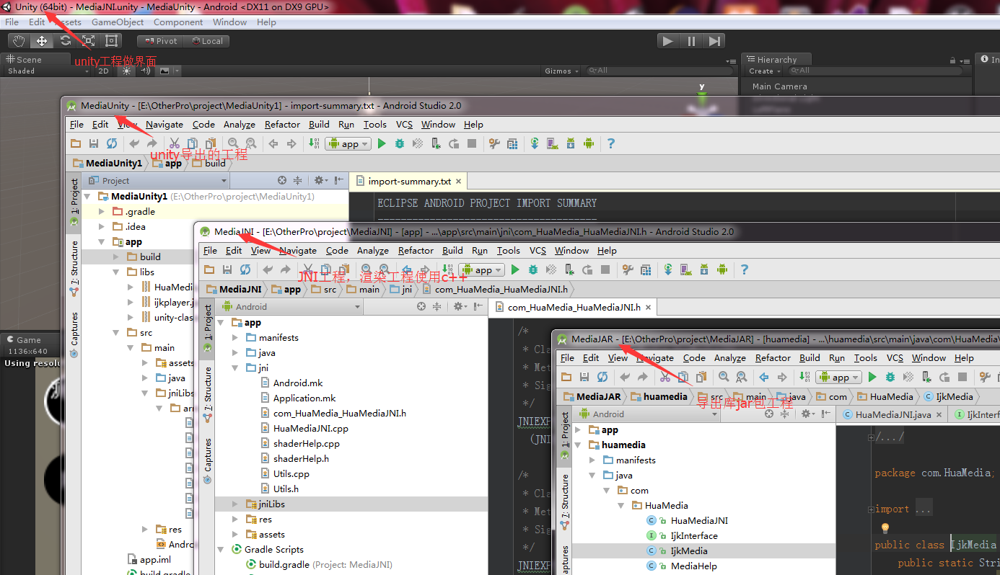 Unity (64bit) - MediaJNI.unity - MediaUnity - Android <DX11 on DX9 GPU>
File Edit Assets GameObject Component Window Help
Pivot Local
unity工程做界面
Scene
Hierarchy
Shaded 2D Gizmos All
Create All
Main Camera
y
MediaUnity - [E:\OtherPro\project\MediaUnity1] - import-summary.txt - Android Studio 2.0
File Edit View Navigate Code Analyze Refactor Build Run Tools VCS Window Help
app
unity导出的工程
MediaUnity1 app build
Project
import-summary.txt
1: Project
MediaUnity1 (E:\OtherPro\project\MediaUnity1)
ECLIPSE ANDROID PROJECT IMPORT SUMMARY
.gradle
.idea
app
build
libs
HuaMedi
ijkplayer.j
unity-clas
src
main
assets
java
jniLibs
res
app.iml
build.gradle
7: Structure
Captures
Game
1136x640
MediaJNI - [E:\OtherPro\project\MediaJNI] - [app] - ...\app\src\main\jni\com_HuaMedia_HuaMediaJNI.h - Android Studio 2.0
File Edit View Navigate Code Analyze Refactor Build Run Tools VCS Window Help
app
JNI工程，渲染工程使用c++
MediaJNI app src main jni com_HuaMedia_HuaMediaJNI.h
Android
com_HuaMedia_HuaMediaJNI.h
1: Project
7: Structure
Captures
app
manifests
java
jni
Android.mk
Application.mk
com_HuaMedia_HuaMediaJNI.h
HuaMediaJNI.cpp
shaderHelp.cpp
shaderHelp.h
Utils.cpp
Utils.h
jniLibs
res
assets
Gradle Scripts
build.gradle (Project: MediaJNI)
/*
* Cla
* Met
* Sig
*/
JNIEXP
(JNI
/*
* Cla
* Met
* Sig
*/
JNIEXP
MediaJAR - [E:\OtherPro\project\MediaJAR] - [huamedia] - ...\huamedia\src\main\java\com\HuaMedia\
File Edit View Navigate Code Analyze Refactor Build Run Tools VCS Window Help
app
导出库jar包工程
MediaJAR huamedia src main java com HuaMedia IjkMedia
Android
HuaMediaJNI.java
IjkInterf
1: Project
7: Structure
app
huamedia
manifests
java
com
HuaMedia
HuaMediaJNI
IjkInterface
IjkMedia
MediaHelp
/.../
package com.HuaMedia;
import ...
public class IjkMedia
public static Stri